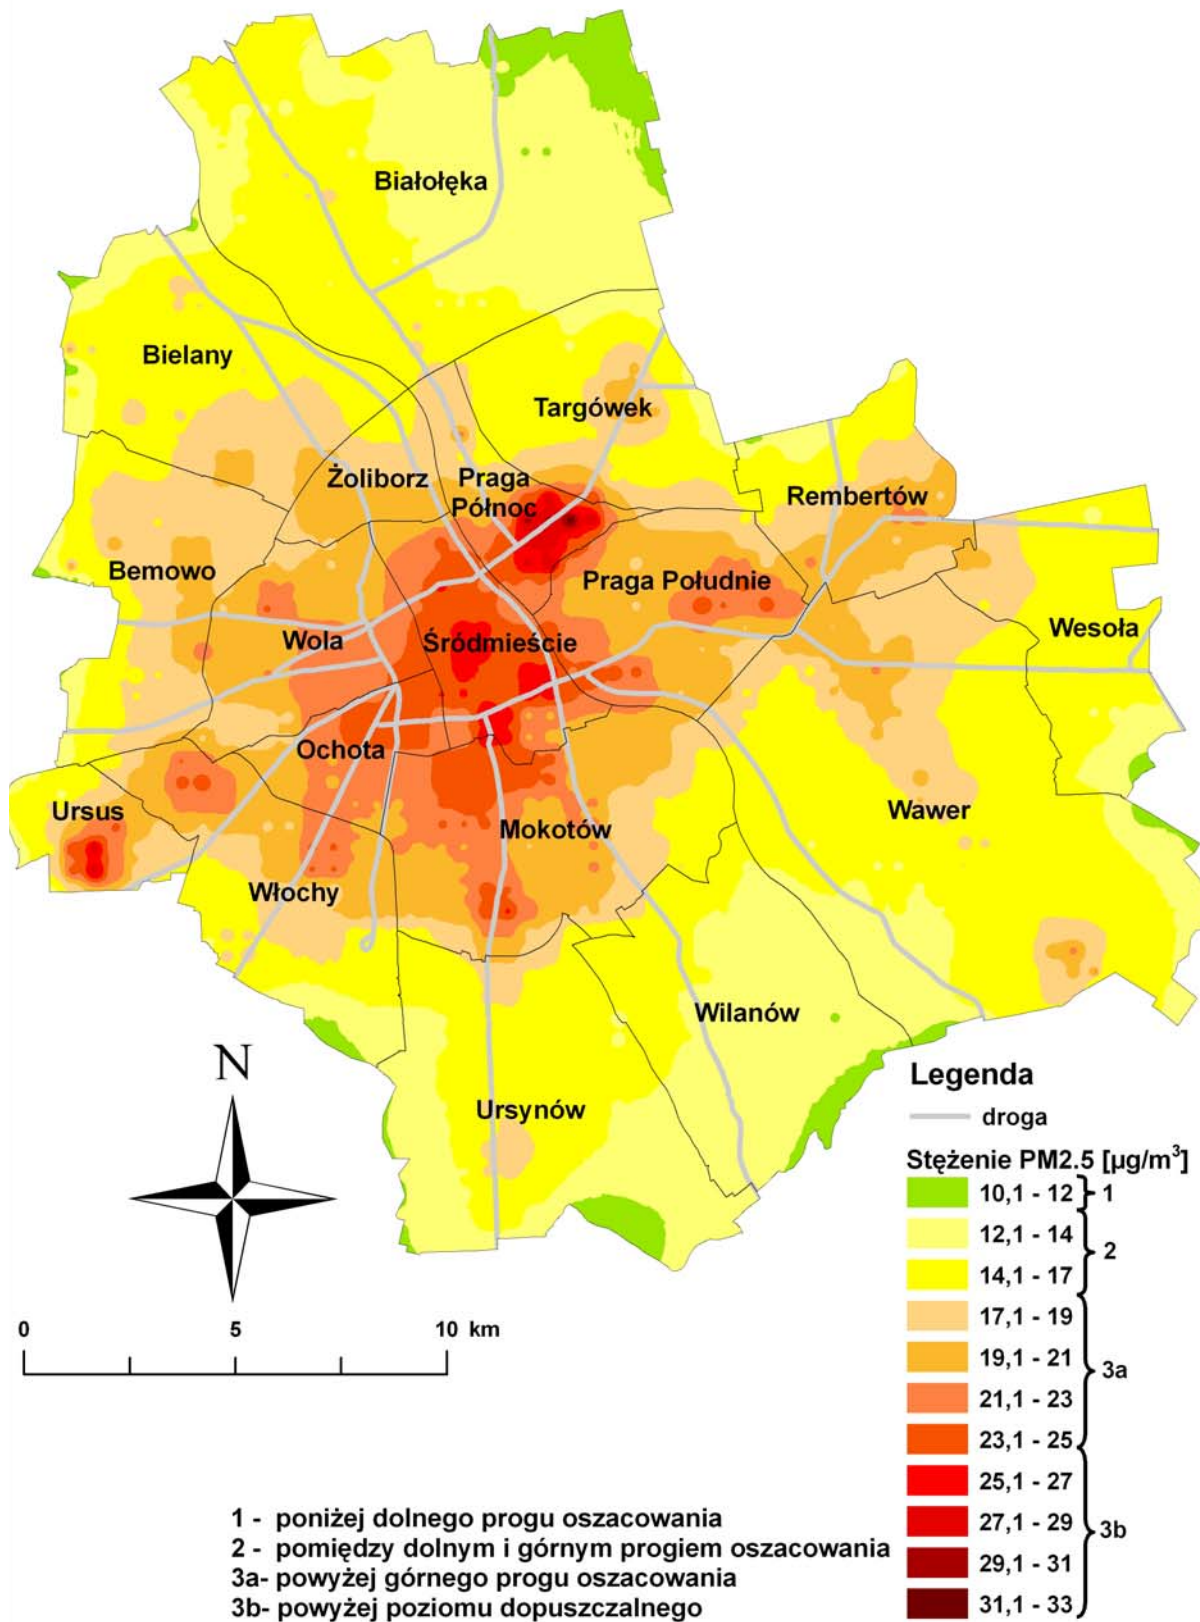 Białołęka
Bielany
Targówek
Żoliborz
Praga
Północ
Rembertów
Bemowo
Praga Południe
Wola
Śródmieście
Wesoła
Ochota
Ursus
Mokotów
Wawer
Włochy
Wilanów
N
Ursynów
Legenda
droga
Stężenie PM2.5 [µg/m³]
10,1 - 12 1
12,1 - 14
2
14,1 - 17
17,1 - 19
19,1 - 21
3a
21,1 - 23
23,1 - 25
25,1 - 27
27,1 - 29
3b
29,1 - 31
31,1 - 33
0 5 10 km
1 - poniżej dolnego progu oszacowania
2 - pomiędzy dolnym i górnym progiem oszacowania
3a- powyżej górnego progu oszacowania
3b- powyżej poziomu dopuszczalnego